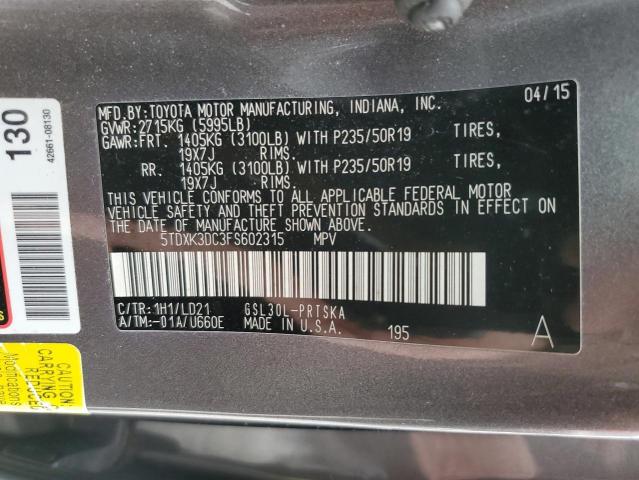 MFD.BY:TOYOTA MOTOR MANUFACTURING, INDIANA, INC. 04/15
GVWR:2715KG (5995LB)
GAWR:FRT. 1405KG (3100LB) WITH P235/50R19 TIRES,
19X7J RIMS.
RR. 1405KG (3100LB) WITH P235/50R19 TIRES,
19X7J RIMS.
THIS VEHICLE CONFORMS TO ALL APPLICABLE FEDERAL MOTOR
VEHICLE SAFETY AND THEFT PREVENTION STANDARDS IN EFFECT ON
THE DATE OF MANUFACTURE SHOWN ABOVE.
5TDXK3DC3FS602315 MPV
C/TR:1H1/LD21 GSL30L-PRTSKA
A/TM:-01A/U660E MADE IN U.S.A. 195 A
130
42661-08130
CAUTION:
CARRYING
REDUCED
Modifications